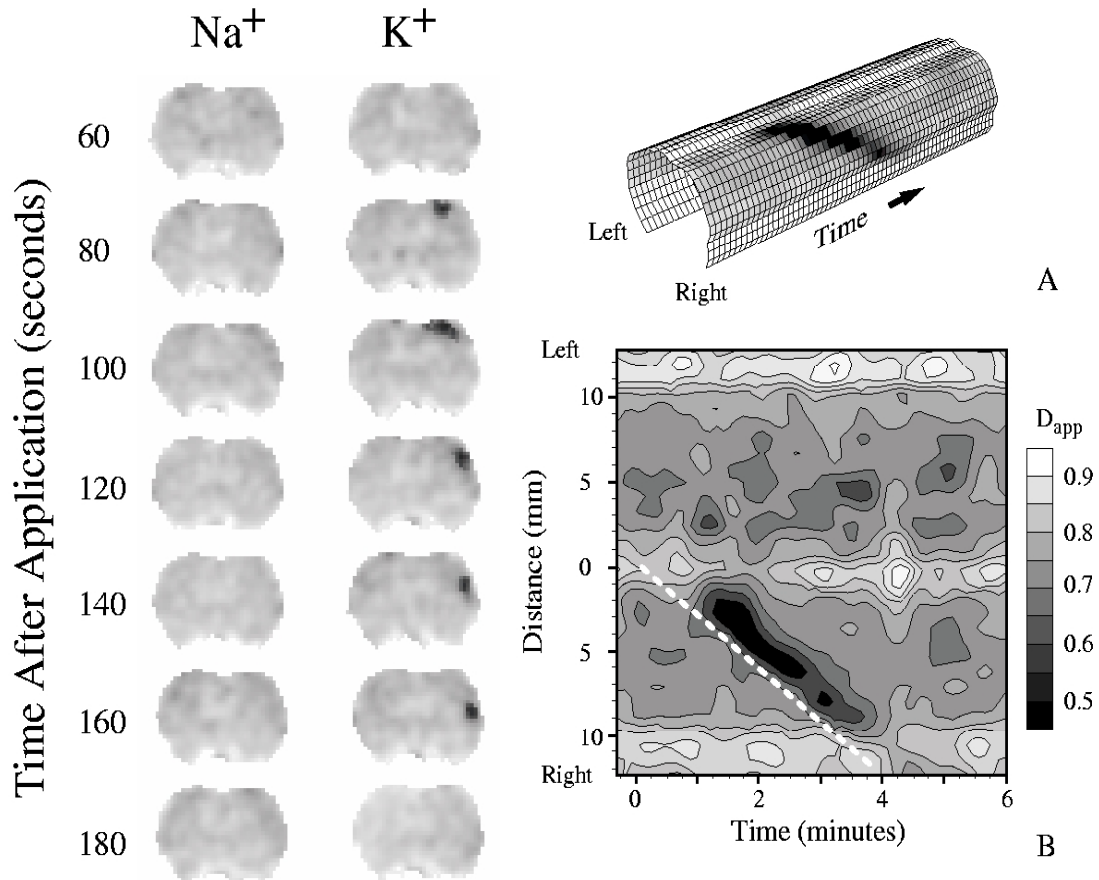 Na+ K+
Time After Application (seconds)
60
80
100
120
140
160
180
Left
Right
Time
A
Left
10
5
0
5
10
Right
Distance (mm)
0 2 4 6
Time (minutes)
Dapp
0.9
0.8
0.7
0.6
0.5
B